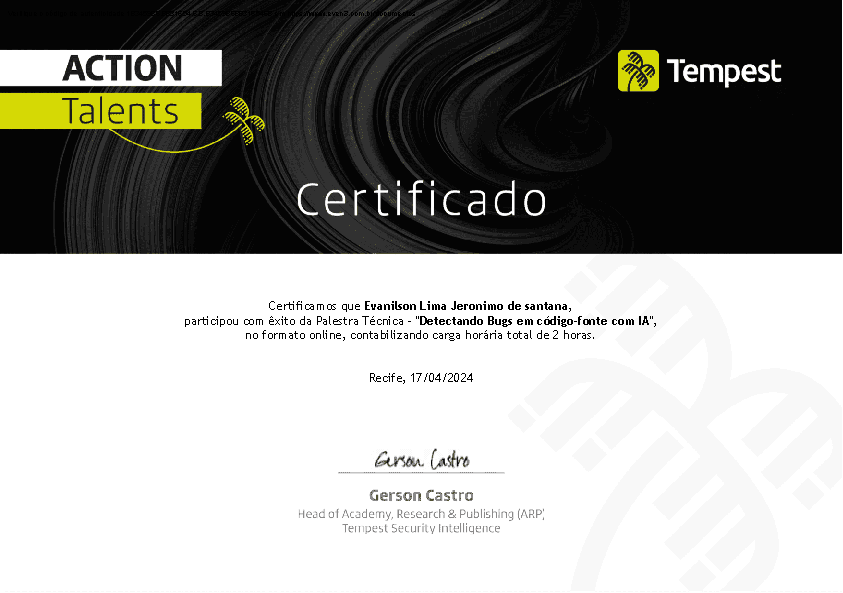 ACTION
Talents
Tempest
Certificado
Certificamos que Evanilson Lima Jeronimo de santana,
participou com êxito da Palestra Técnica - "Detectando Bugs em código-fonte com IA",
no formato online, contabilizando carga horária total de 2 horas.
Recife, 17/04/2024
Gerson Castro
Gerson Castro
Head of Academy, Research & Publishing (ARP)
Tempest Security Intelligence